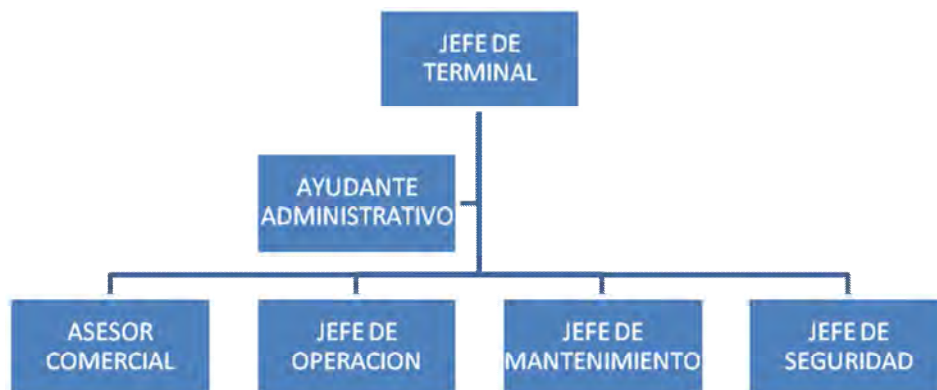 JEFE DE
TERMINAL
AYUDANTE
ADMINISTRATIVO
ASESOR
COMERCIAL
JEFE DE
OPERACION
JEFE DE
MANTENIMIENTO
JEFE DE
SEGURIDAD